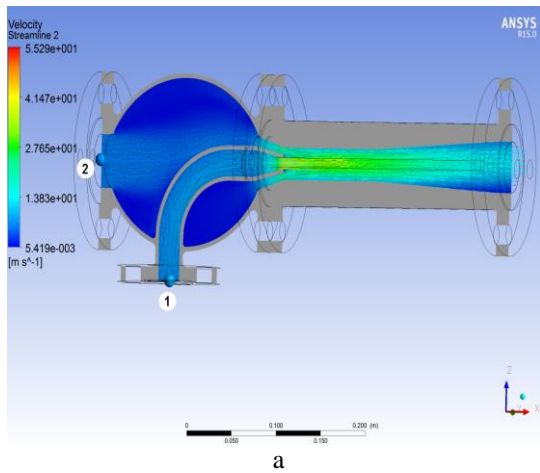 Velocity
Streamline 2
5.529e+001
4.147e+001
2.765e+001
1.383e+001
5.419e-003
[m s^-1]
ANSYS
R15.0
2
1
Z
X
0 0.100 0.200 (m)
0.050 0.150
a